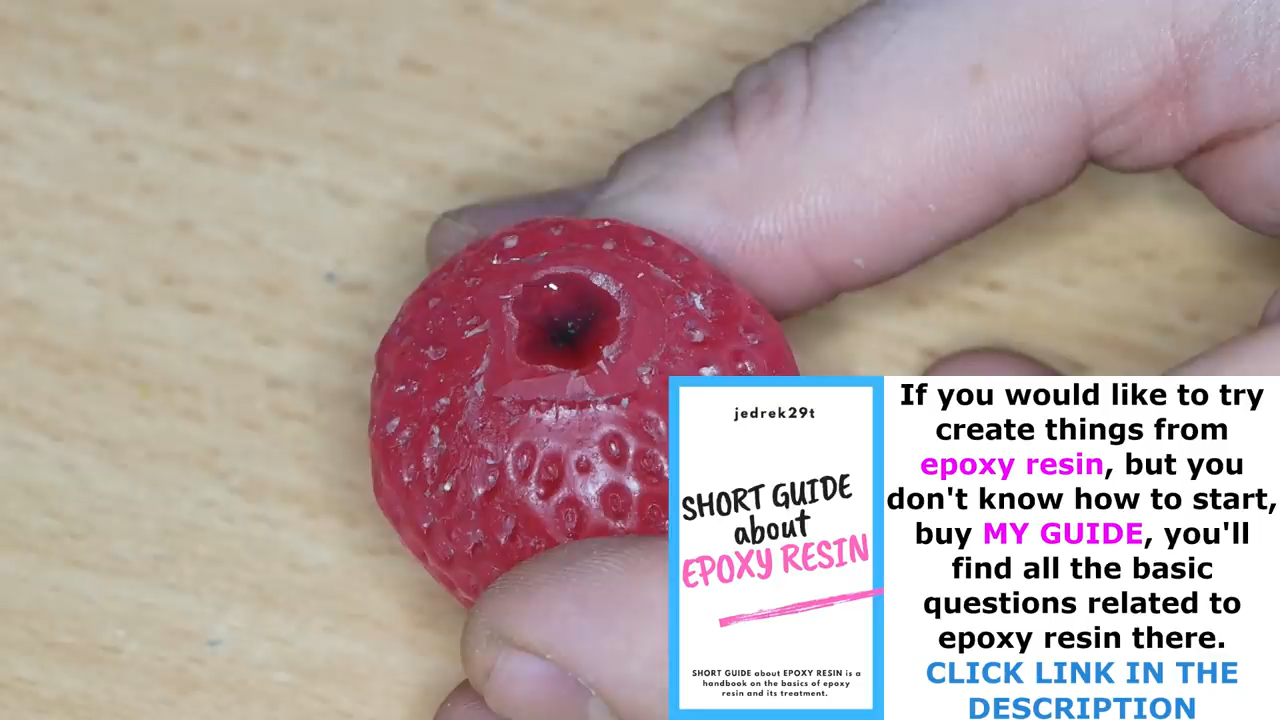 jedrek29t
SHORT GUIDE
about
EPOXY RESIN
SHORT GUIDE about EPOXY RESIN is a
handbook on the basics of epoxy
resin and its treatment.
If you would like to try
create things from
epoxy resin, but you
don't know how to start,
buy MY GUIDE, you'll
find all the basic
questions related to
epoxy resin there.
CLICK LINK IN THE
DESCRIPTION